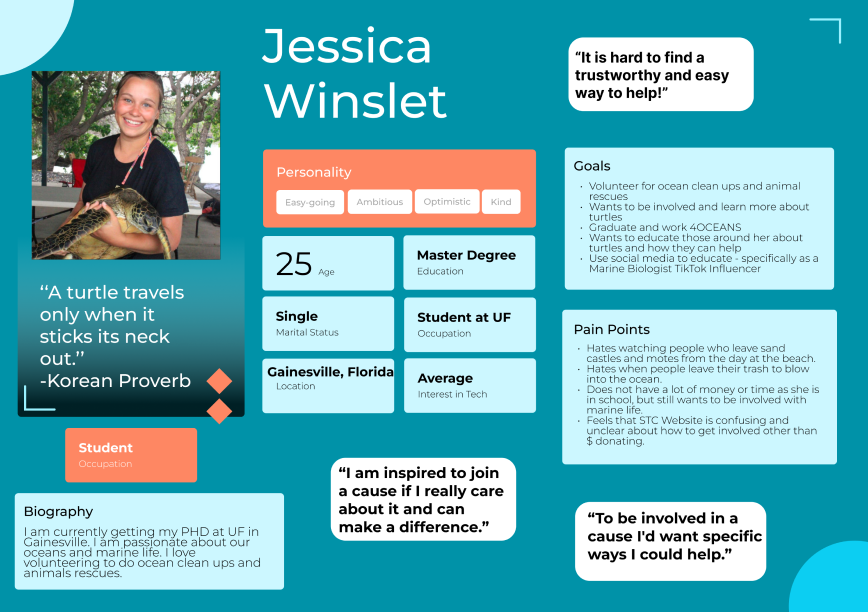 Jessica
Winslet
“It is hard to find a
trustworthy and easy
way to help!”
Personality
Easy-going
Ambitious
Optimistic
Kind
25 Age
Master Degree
Education
Single
Marital Status
Student at UF
Occupation
Gainesville, Florida
Location
Average
Interest in Tech
“A turtle travels
only when it
sticks its neck
out.”
-Korean Proverb
Student
Occupation
Biography
I am currently getting my PHD at UF in
Gainesville. I am passionate about our
oceans and marine life. I love
volunteering to do ocean clean ups and
animals rescues.
“I am inspired to join
a cause if I really care
about it and can
make a difference.”
Goals
• Volunteer for ocean clean ups and animal
rescues
• Wants to be involved and learn more about
turtles
• Graduate and work 4OCEANS
• Wants to educate those around her about
turtles and how they can help
• Use social media to educate - specifically as a
Marine Biologist TikTok Influencer
Pain Points
• Hates watching people who leave sand
castles and motes from the day at the beach.
• Hates when people leave their trash to blow
into the ocean.
• Does not have a lot of money or time as she is
in school, but still wants to be involved with
marine life.
• Feels that STC Website is confusing and
unclear about how to get involved other than
$ donating.
“To be involved in a
cause I'd want specific
ways I could help.”